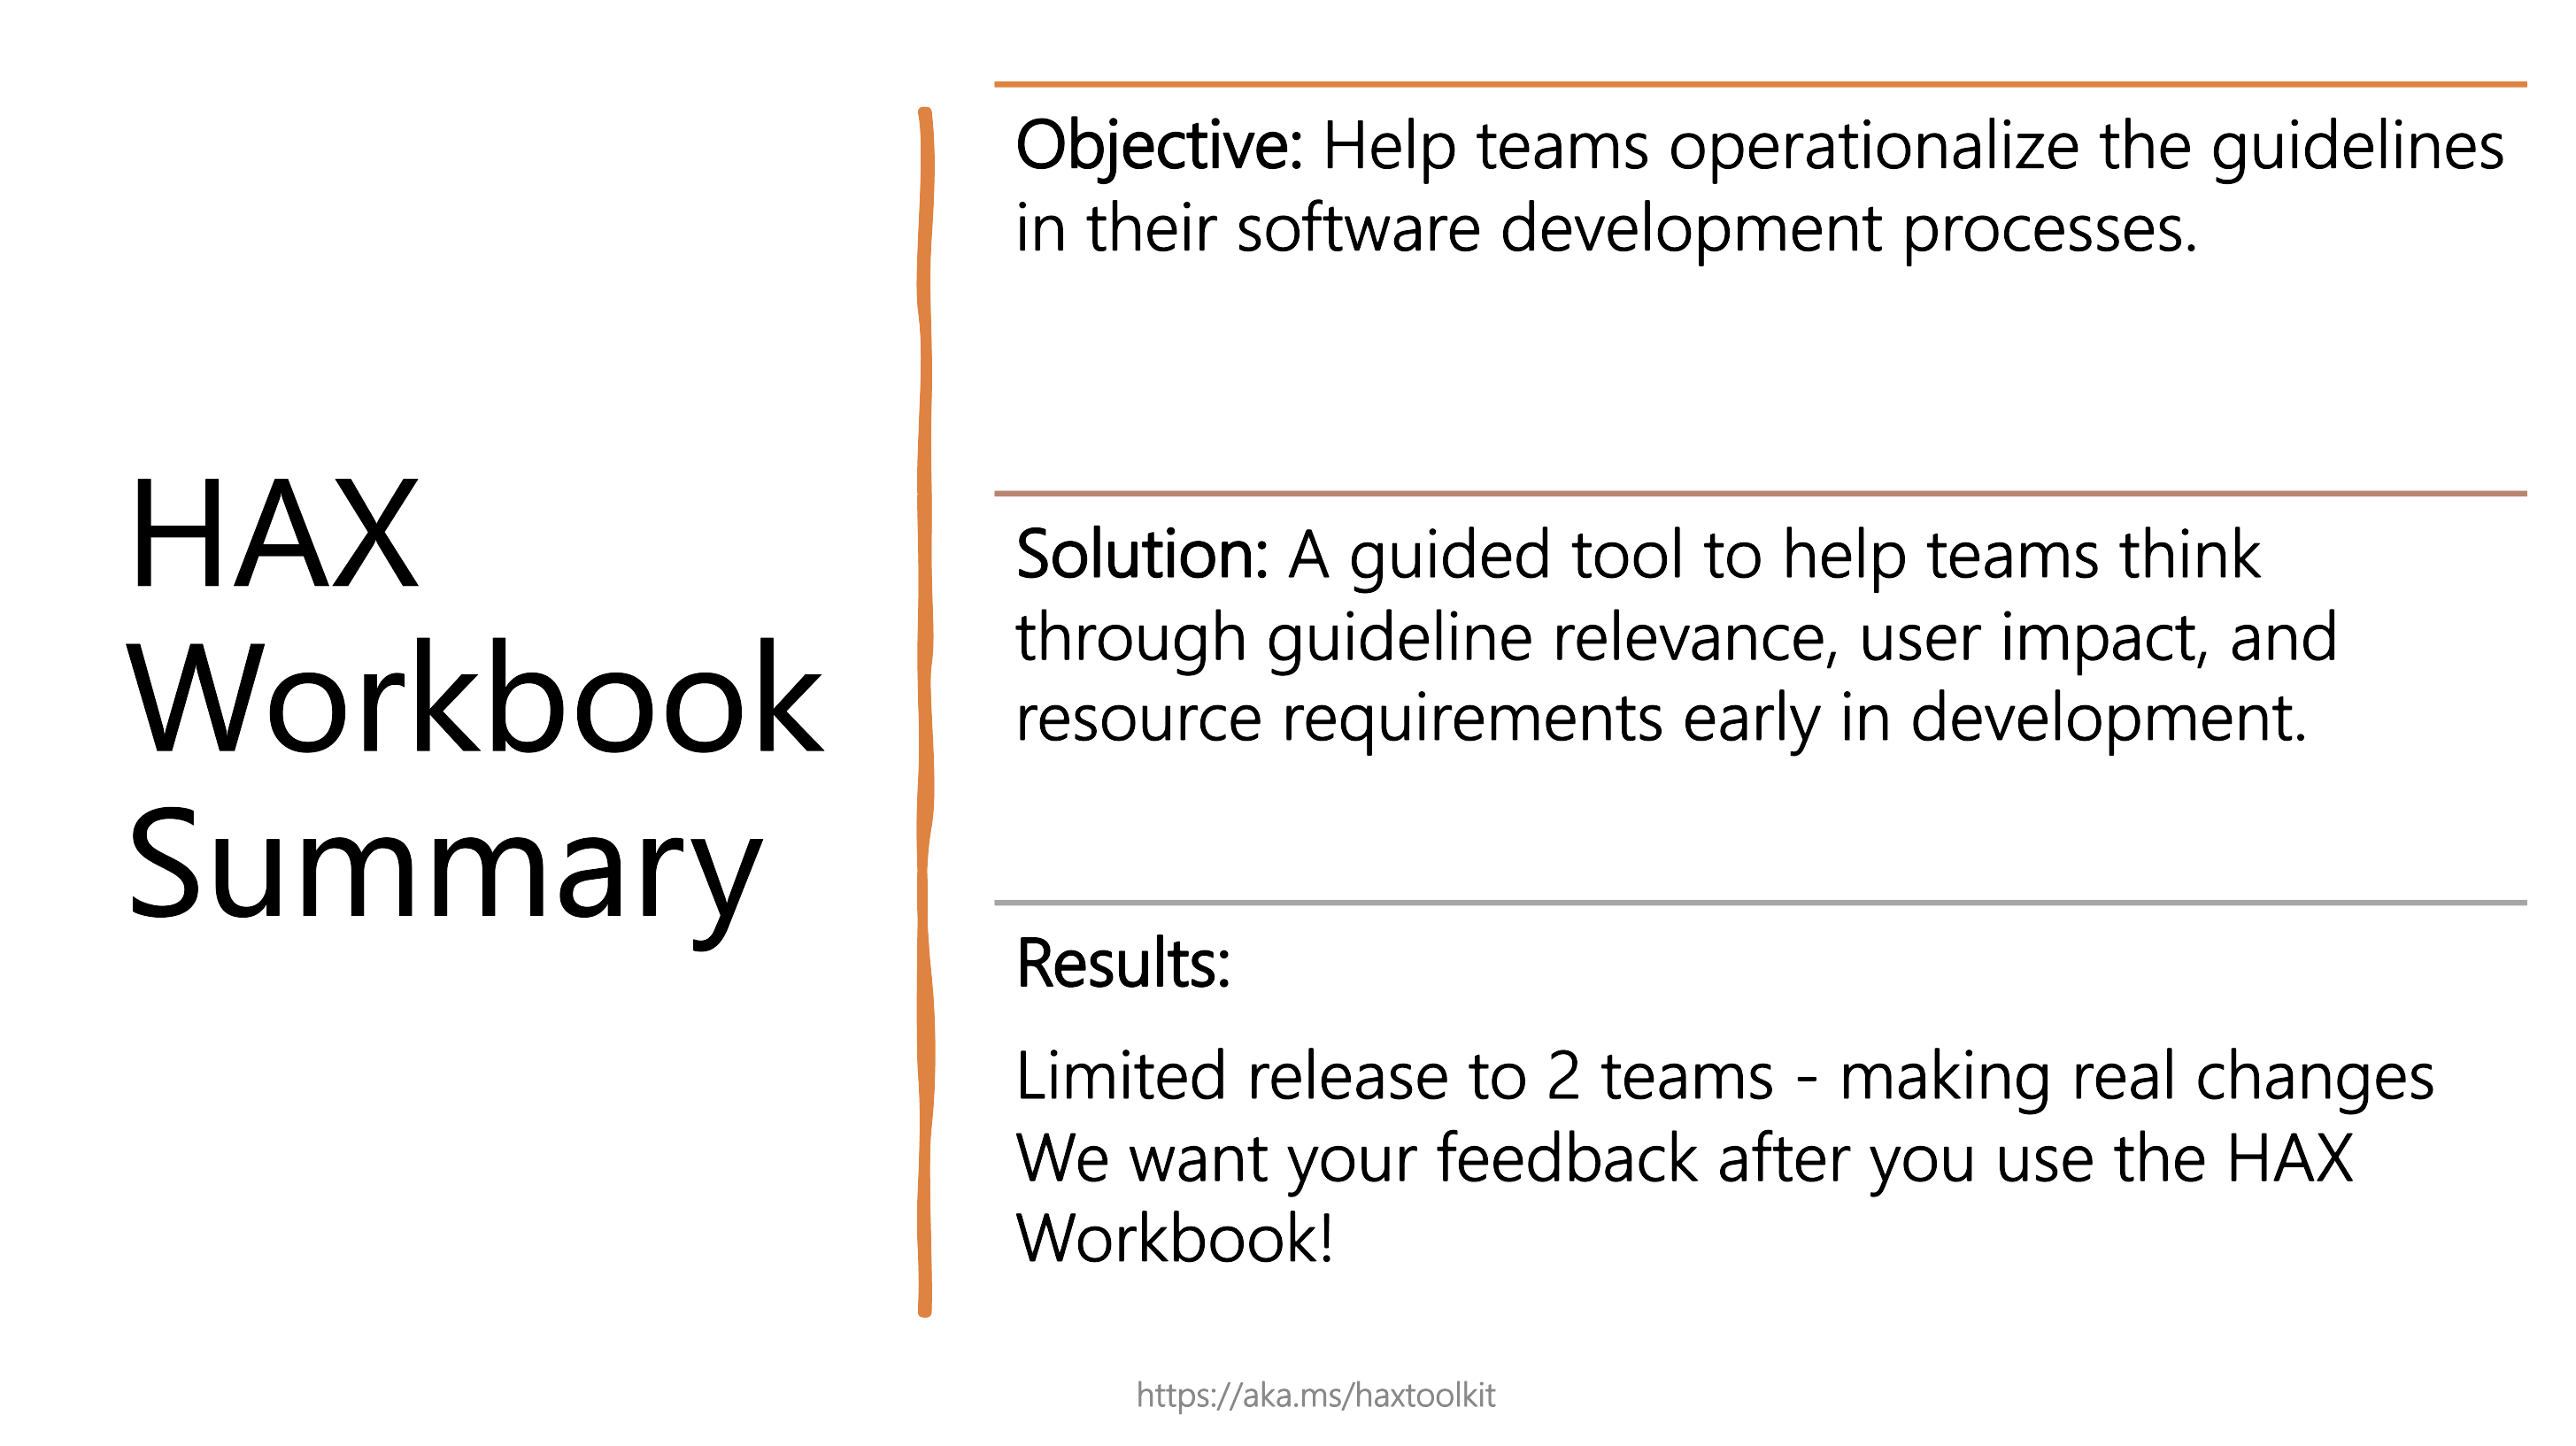 HAX
Workbook
Summary
Objective: Help teams operationalize the guidelines
in their software development processes.
Solution: A guided tool to help teams think
through guideline relevance, user impact, and
resource requirements early in development.
Results:
Limited release to 2 teams - making real changes
We want your feedback after you use the HAX
Workbook!
https://aka.ms/haxtoolkit